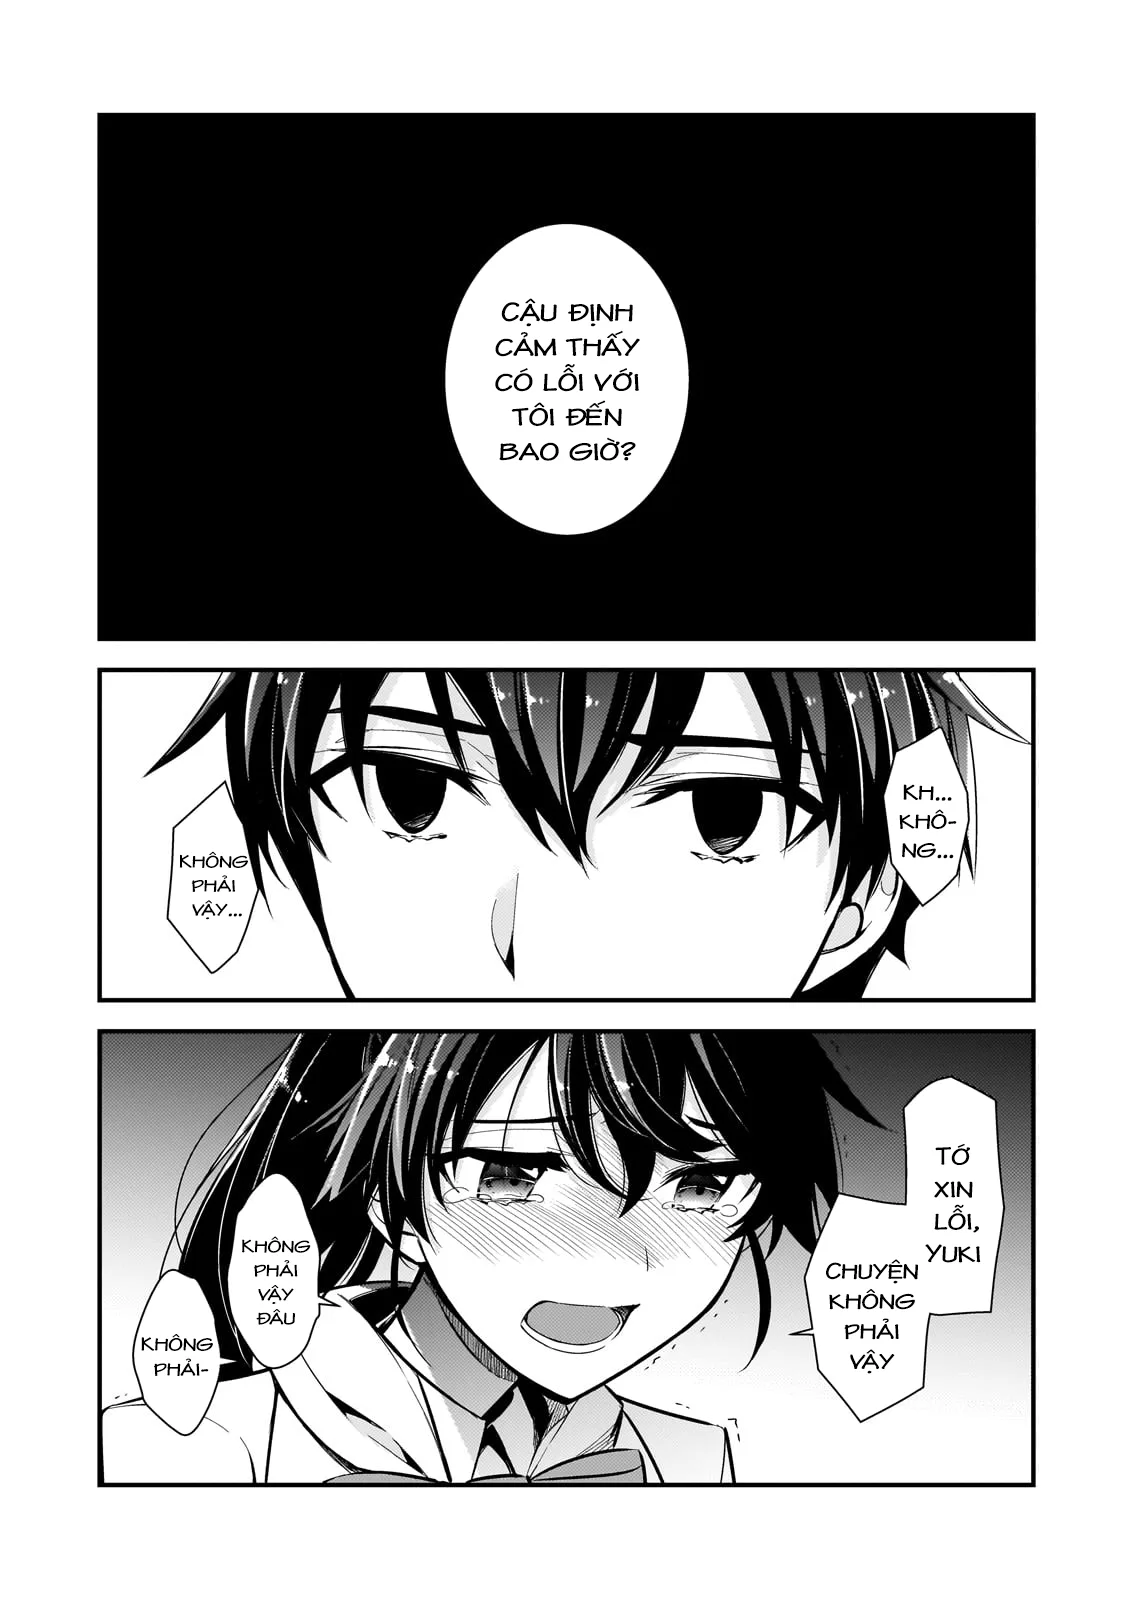 CẬU ĐỊNH
CẢM THẤY
CÓ LỖI VỚI
TÔI ĐẾN
BAO GIỜ?
KH...
KHÔ-
NG...
KHÔNG
PHẢI
VẬY...
TỚ
XIN
LỖI,
YUKI
CHUYỆN
KHÔNG
PHẢI
VẬY
KHÔNG
PHẢI
VẬY
ĐÂU
KHÔNG
PHẢI-